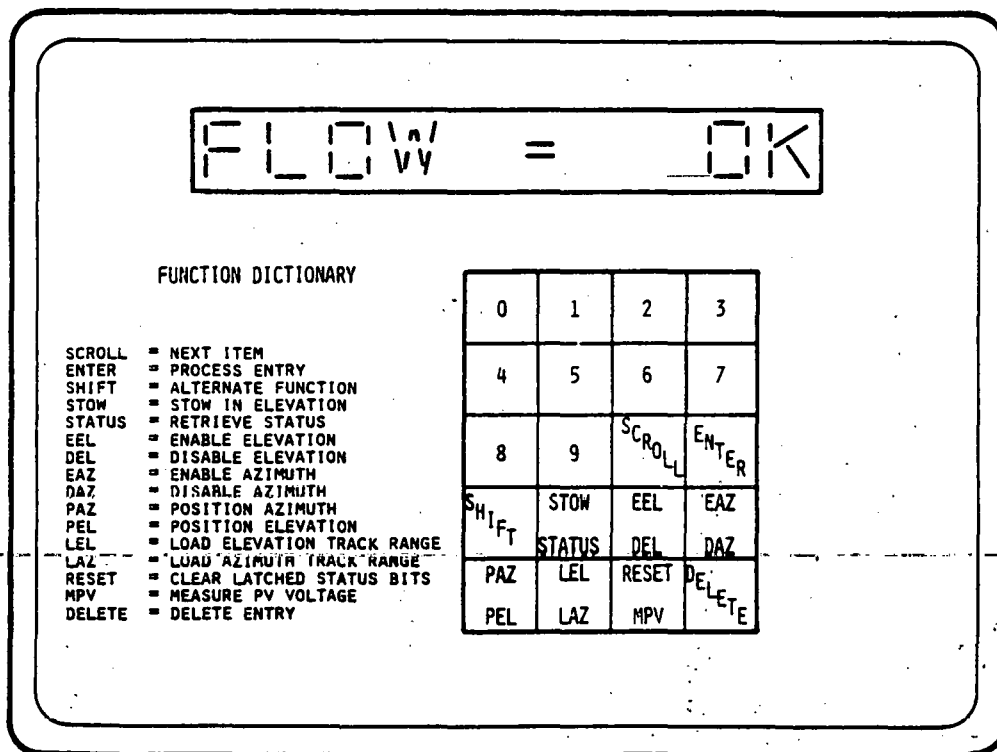 FLOW = OK
FUNCTION DICTIONARY
SCROLL = NEXT ITEM
ENTER = PROCESS ENTRY
SHIFT = ALTERNATE FUNCTION
STOW = STOW IN ELEVATION
STATUS = RETRIEVE STATUS
EEL = ENABLE ELEVATION
DEL = DISABLE ELEVATION
EAZ = ENABLE AZIMUTH
DAZ = DISABLE AZIMUTH
PAZ = POSITION AZIMUTH
PEL = POSITION ELEVATION
LEL = LOAD ELEVATION TRACK RANGE
LAZ = LOAD AZIMUTH TRACK RANGE
RESET = CLEAR LATCHED STATUS BITS
MPV = MEASURE PV VOLTAGE
DELETE = DELETE ENTRY
0 1 2 3
4 5 6 7
8 9 SCROLL ENTER
SHIFT STOW EEL EAZ
STATUS DEL DAZ
PAZ LEL RESET DELETE
PEL LAZ MPV